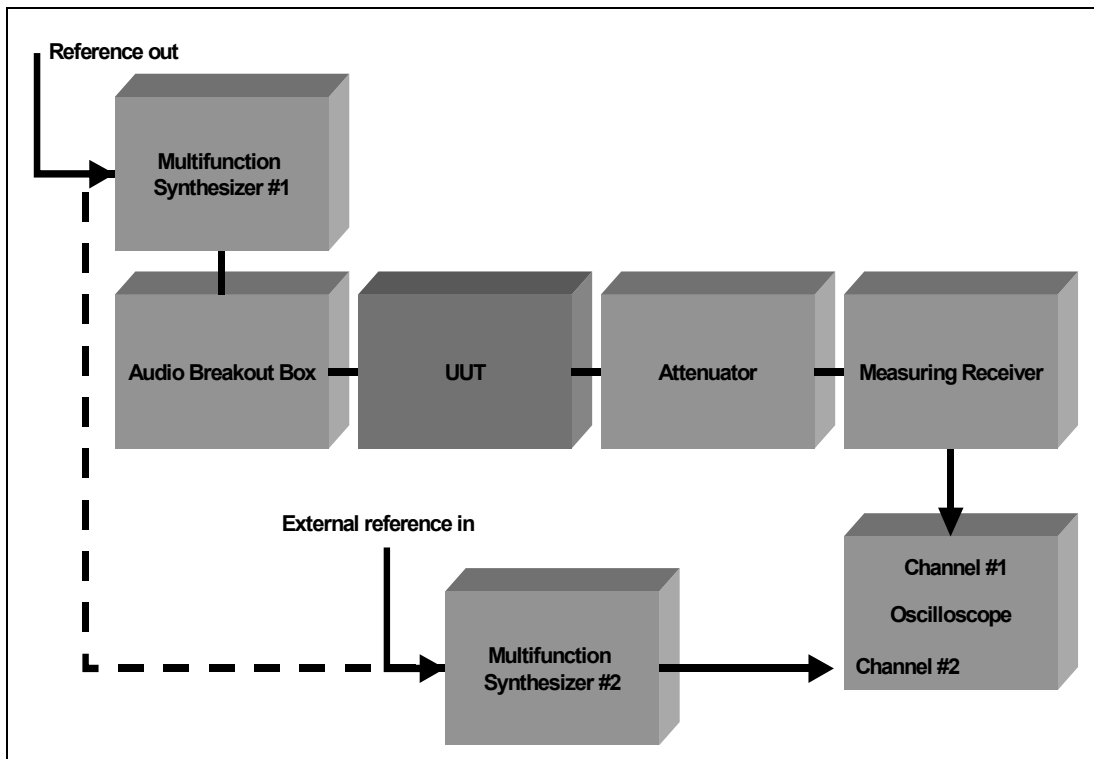 Reference out
Multifunction
Synthesizer #1
Audio Breakout Box
UUT
Attenuator
Measuring Receiver
External reference in
Channel #1
Oscilloscope
Multifunction
Synthesizer #2
Channel #2